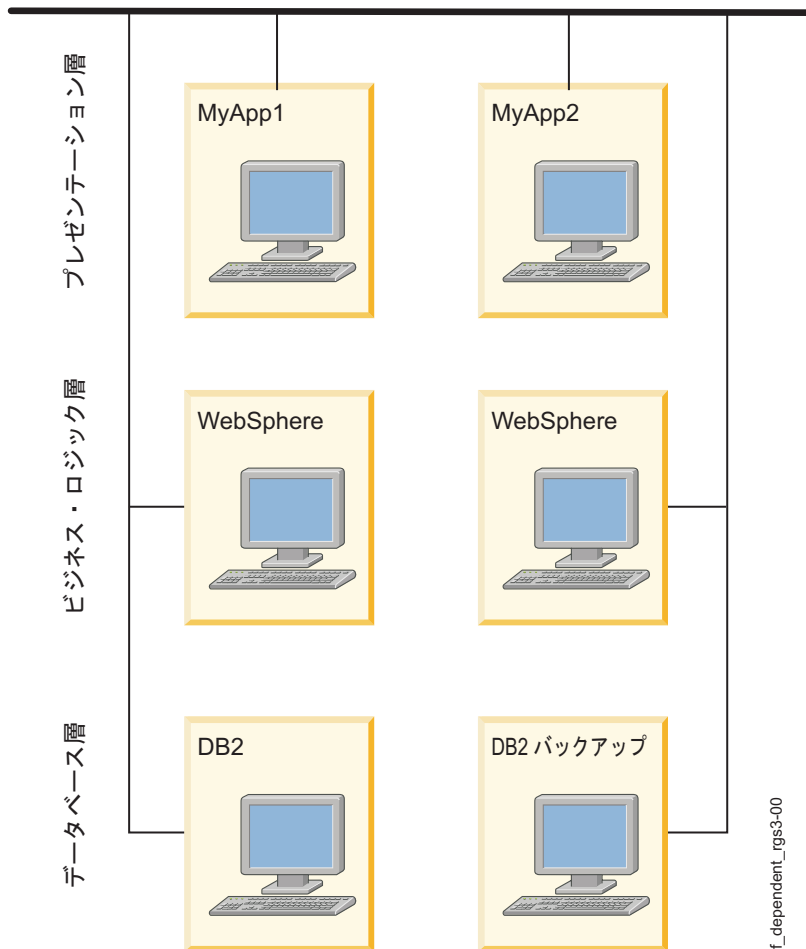 プレゼンテーション層
MyApp1
MyApp2
ビジネス・ロジック層
WebSphere
WebSphere
データベース層
DB2
DB2 バックアップ
f_dependent_rgs3-00